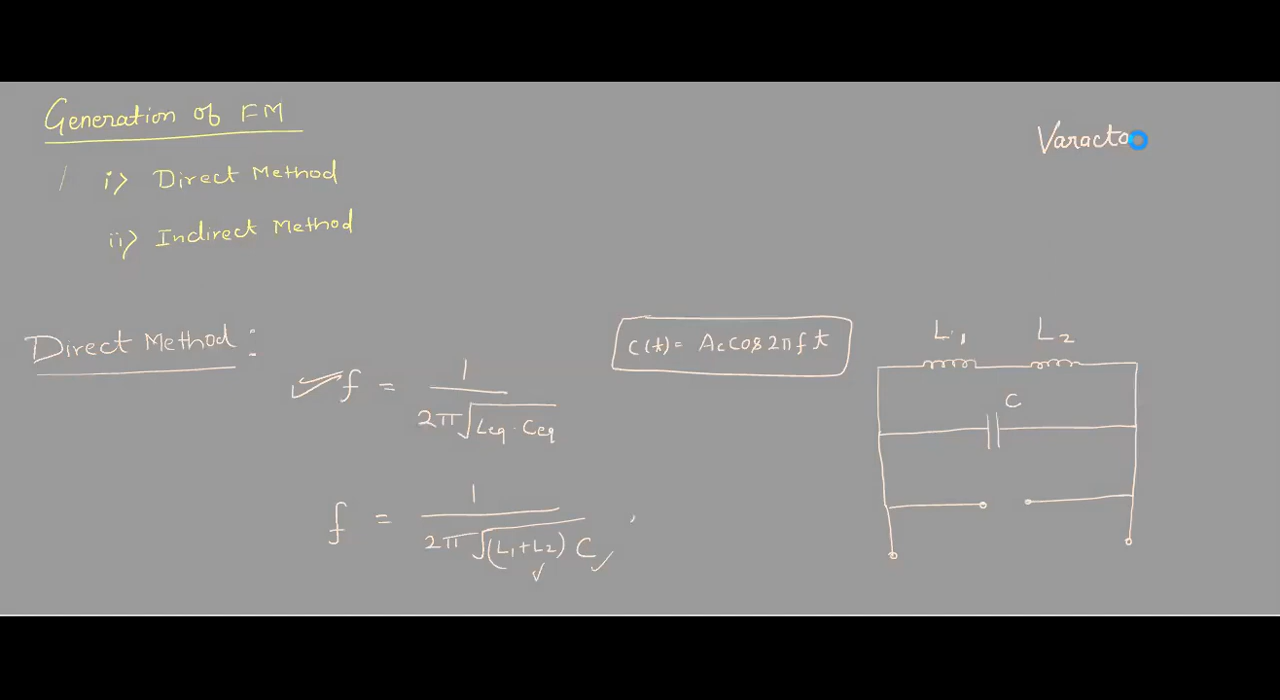 Generation of FM
Varacto
i) Direct Method
ii) Indirect Method
Direct Method :
f = 1 / 2π√(Leq . Ceq)
c(t) = Ac Cos 2π f t
L1 L2
C
f = 1 / 2π√((L1+L2) C)